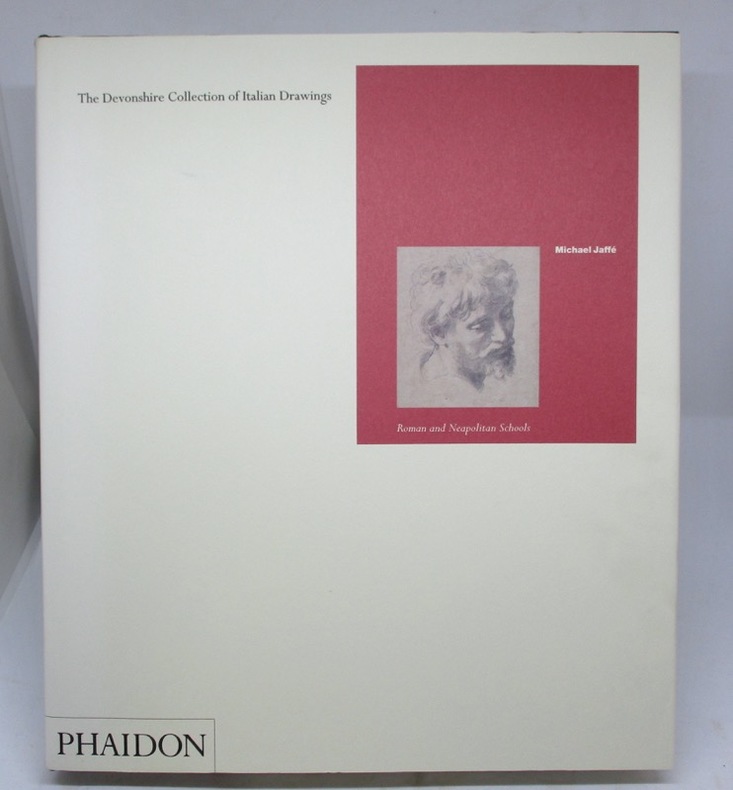 The Devonshire Collection of Italian Drawings
Michael Jaffé
Roman and Neapolitan Schools
PHAIDON